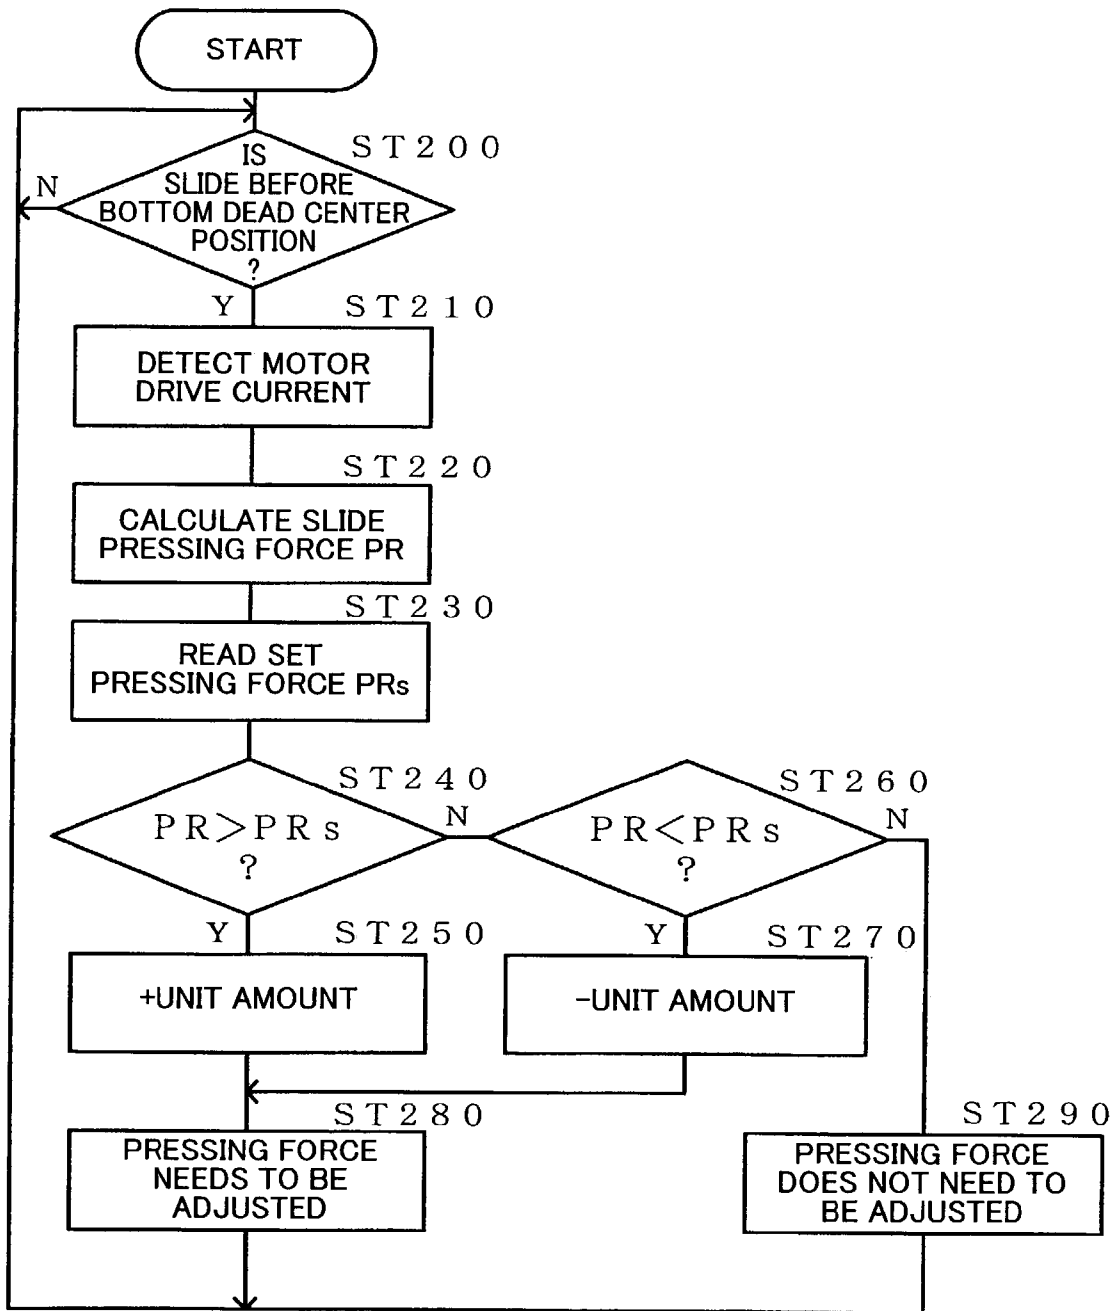 START
ST200
N
IS
SLIDE BEFORE
BOTTOM DEAD CENTER
POSITION
?
Y
ST210
DETECT MOTOR
DRIVE CURRENT
ST220
CALCULATE SLIDE
PRESSING FORCE PR
ST230
READ SET
PRESSING FORCE PRs
ST240
PR>PRs
?
N
ST260
PR<PRs
?
N
Y
ST250
+UNIT AMOUNT
Y
ST270
-UNIT AMOUNT
ST280
PRESSING FORCE
NEEDS TO BE
ADJUSTED
ST290
PRESSING FORCE
DOES NOT NEED TO
BE ADJUSTED